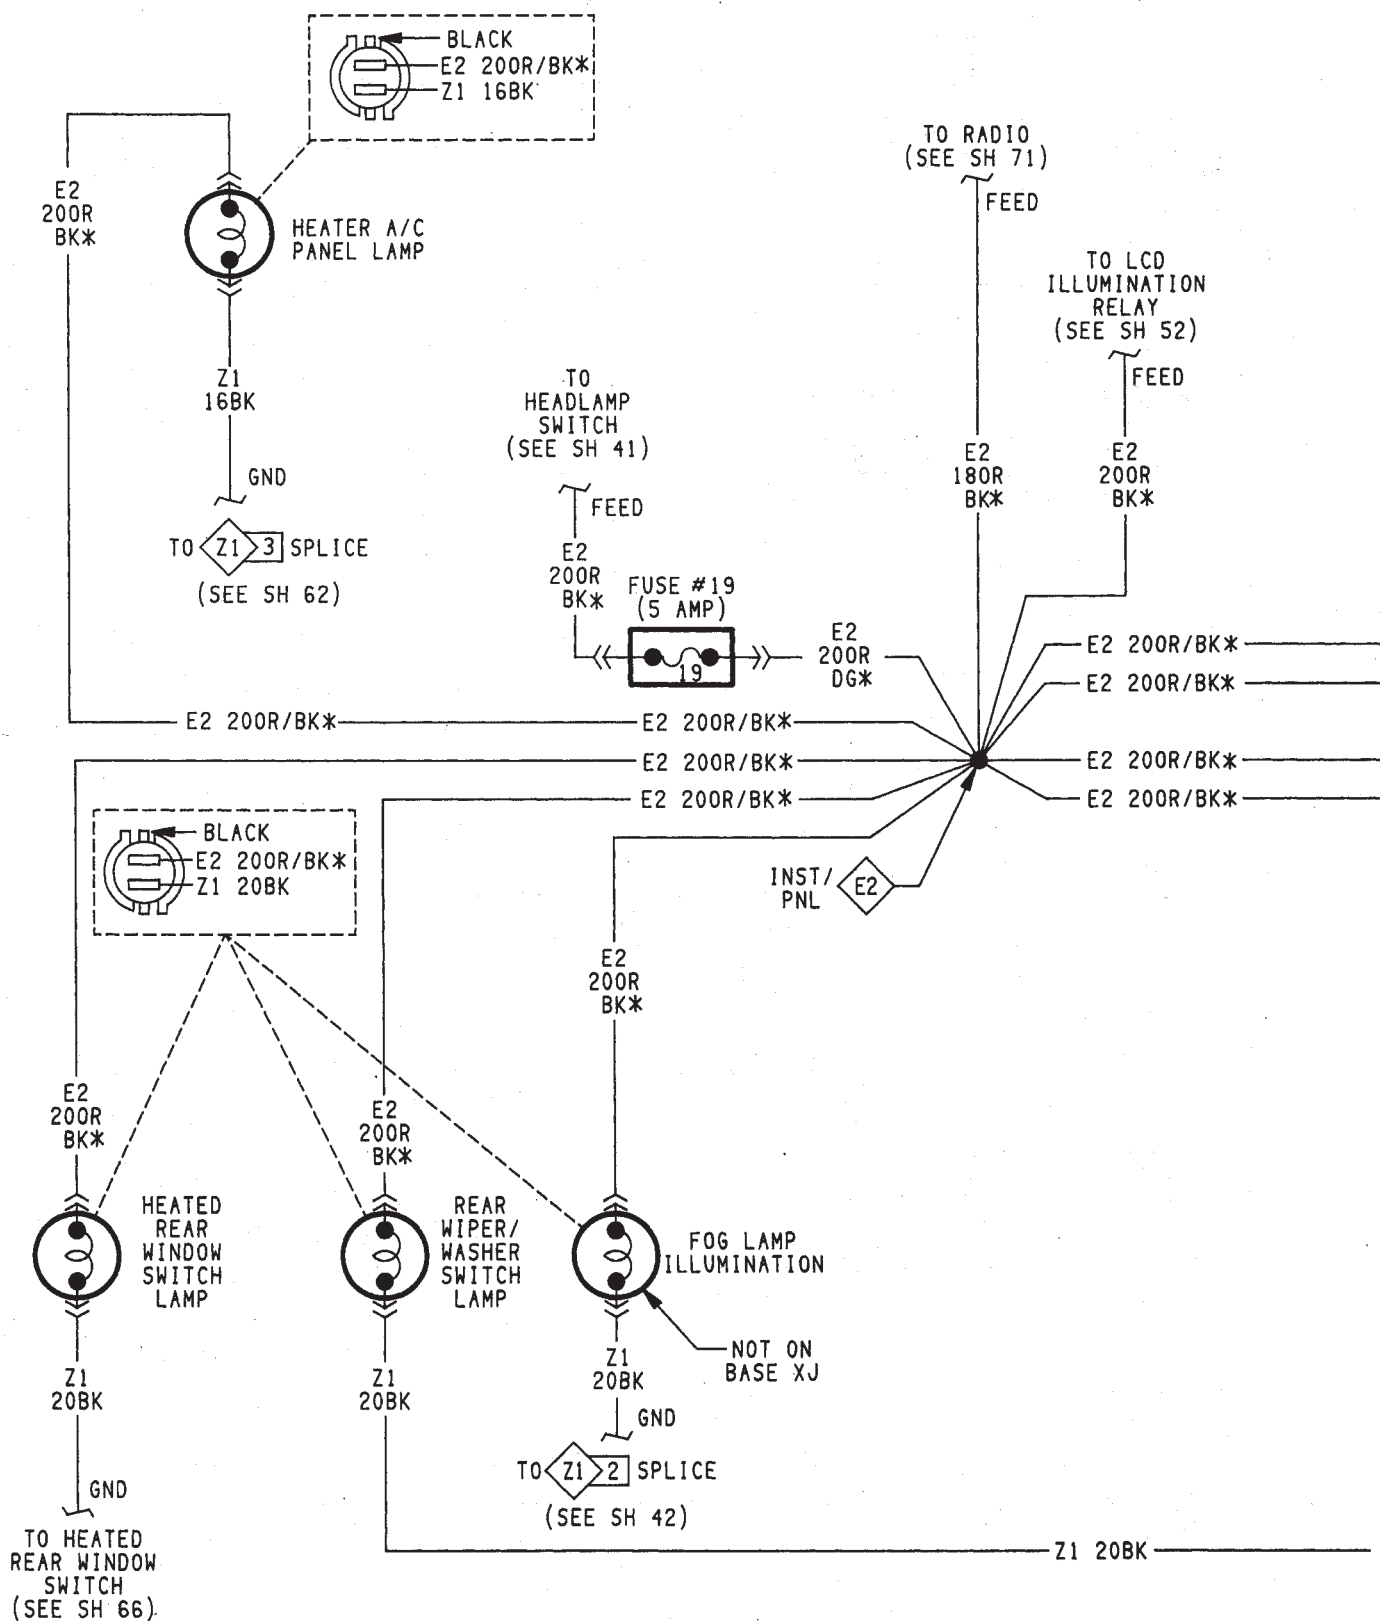 BLACK
E2 200R/BK*
Z1 16BK
E2
200R
BK*
HEATER A/C
PANEL LAMP
Z1
16BK
GND
TO Z1 3 SPLICE
(SEE SH 62)
TO
HEADLAMP
SWITCH
(SEE SH 41)
FEED
E2
200R
BK*
FUSE #19
(5 AMP)
19
E2
200R
DG*
TO RADIO
(SEE SH 71)
FEED
E2
180R
BK*
TO LCD
ILLUMINATION
RELAY
(SEE SH 52)
FEED
E2
200R
BK*
E2 200R/BK*
E2 200R/BK*
E2 200R/BK* E2 200R/BK*
E2 200R/BK* E2 200R/BK*
E2 200R/BK* E2 200R/BK*
BLACK
E2 200R/BK*
Z1 20BK
INST/
PNL E2
E2
200R
BK*
E2
200R
BK*
E2
200R
BK*
HEATED
REAR
WINDOW
SWITCH
LAMP
REAR
WIPER/
WASHER
SWITCH
LAMP
FOG LAMP
ILLUMINATION
NOT ON
BASE XJ
Z1
20BK
Z1
20BK
Z1
20BK
GND
TO Z1 2 SPLICE
(SEE SH 42)
GND
TO HEATED
REAR WINDOW
SWITCH
(SEE SH 66)
Z1 20BK